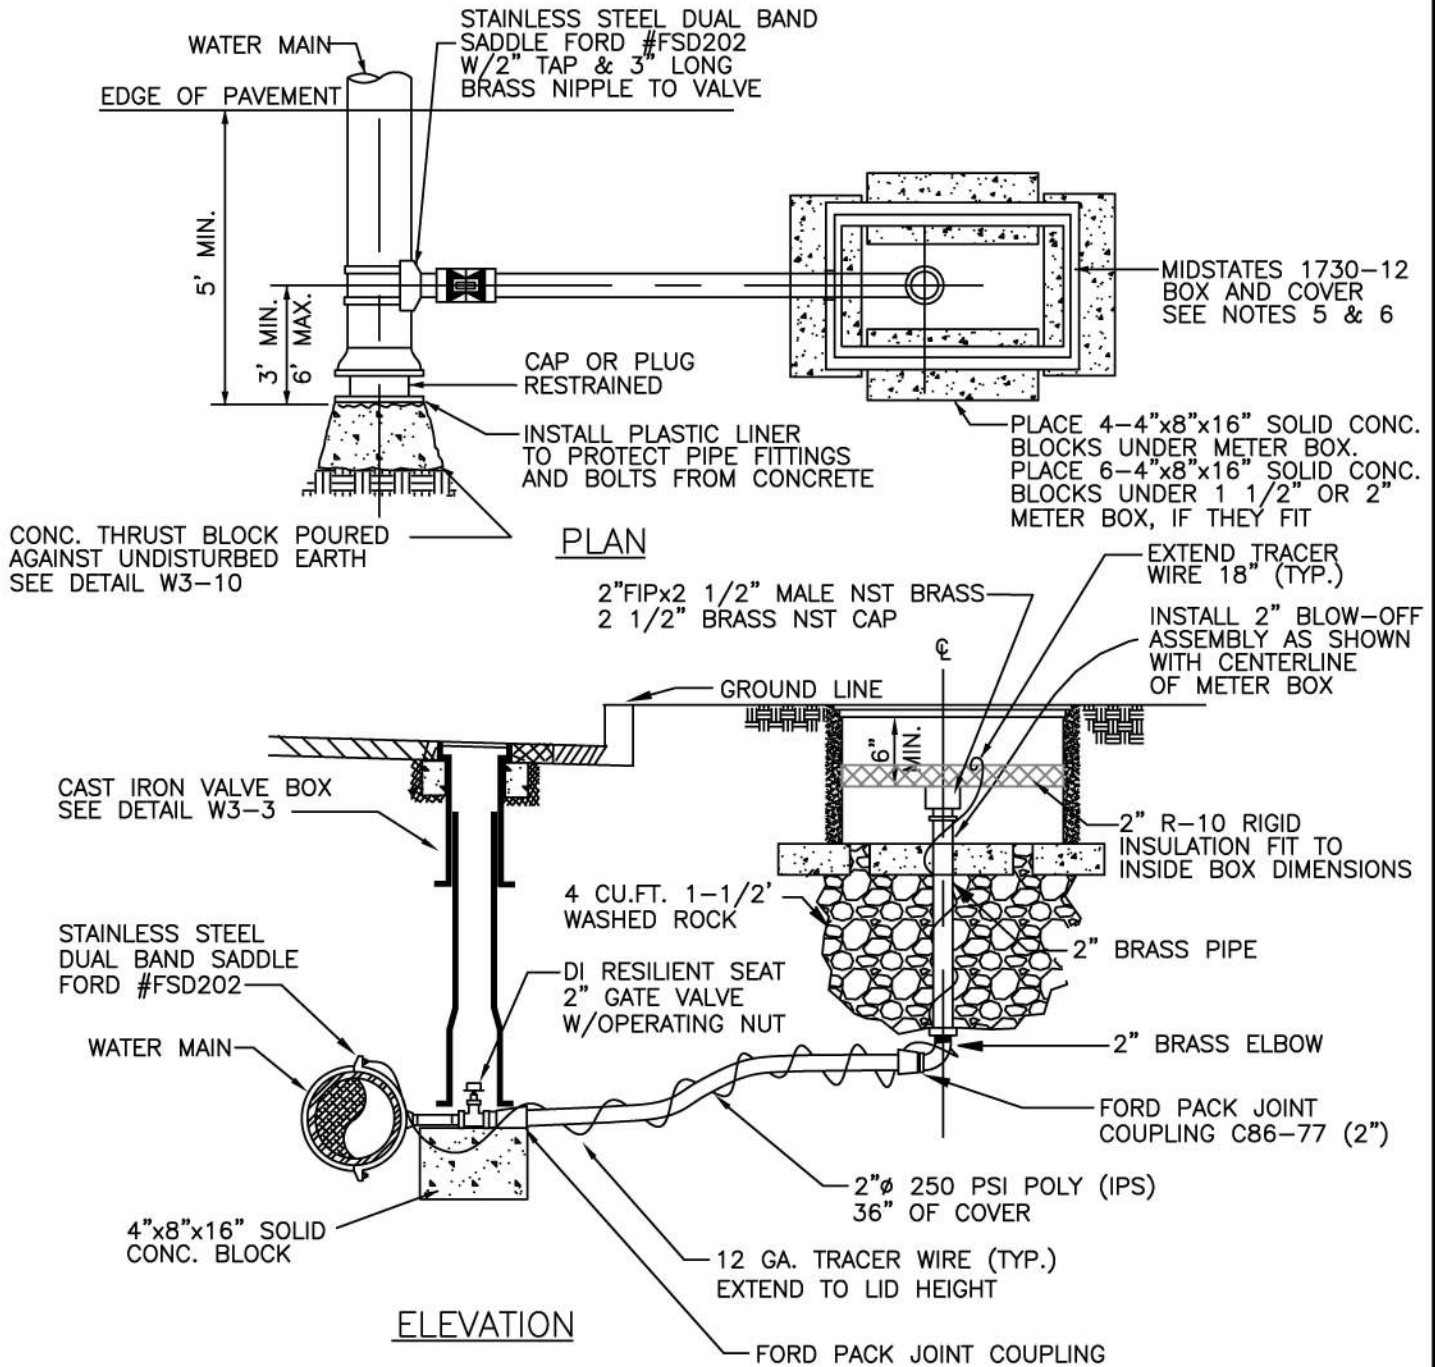 STAINLESS STEEL DUAL BAND
SADDLE FORD #FSD202
W/2" TAP & 3" LONG
BRASS NIPPLE TO VALVE
WATER MAIN
EDGE OF PAVEMENT
5' MIN.
3' MIN.
6' MAX.
CAP OR PLUG
RESTRAINED
INSTALL PLASTIC LINER
TO PROTECT PIPE FITTINGS
AND BOLTS FROM CONCRETE
MIDSTATES 1730-12
BOX AND COVER
SEE NOTES 5 & 6
PLACE 4-4"x8"x16" SOLID CONC.
BLOCKS UNDER METER BOX.
PLACE 6-4"x8"x16" SOLID CONC.
BLOCKS UNDER 1 1/2" OR 2"
METER BOX, IF THEY FIT
CONC. THRUST BLOCK POURED
AGAINST UNDISTURBED EARTH
SEE DETAIL W3-10
PLAN
EXTEND TRACER
WIRE 18" (TYP.)
2"FIPx2 1/2" MALE NST BRASS
2 1/2" BRASS NST CAP
INSTALL 2" BLOW-OFF
ASSEMBLY AS SHOWN
WITH CENTERLINE
OF METER BOX
℄
GROUND LINE
6"
MIN.
CAST IRON VALVE BOX
SEE DETAIL W3-3
2" R-10 RIGID
INSULATION FIT TO
INSIDE BOX DIMENSIONS
4 CU.FT. 1-1/2'
WASHED ROCK
STAINLESS STEEL
DUAL BAND SADDLE
FORD #FSD202
2" BRASS PIPE
DI RESILIENT SEAT
2" GATE VALVE
W/OPERATING NUT
WATER MAIN
2" BRASS ELBOW
FORD PACK JOINT
COUPLING C86-77 (2")
2"ø 250 PSI POLY (IPS)
36" OF COVER
4"x8"x16" SOLID
CONC. BLOCK
12 GA. TRACER WIRE (TYP.)
EXTEND TO LID HEIGHT
ELEVATION
FORD PACK JOINT COUPLING